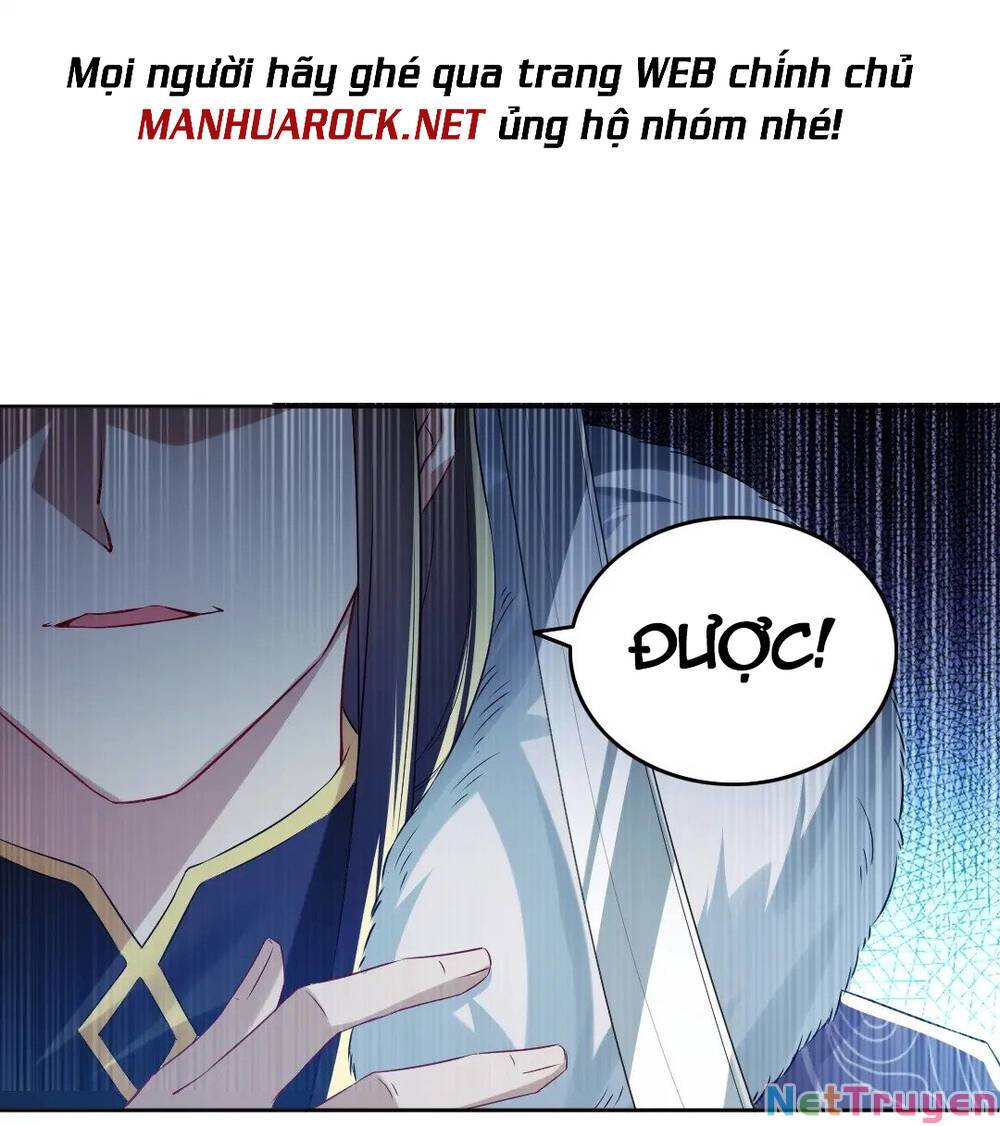 Mọi người hãy ghé qua trang WEB chính chủ
MANHUAROCK.NET ủng hộ nhóm nhé!
ĐƯỢC!
NetTruyen